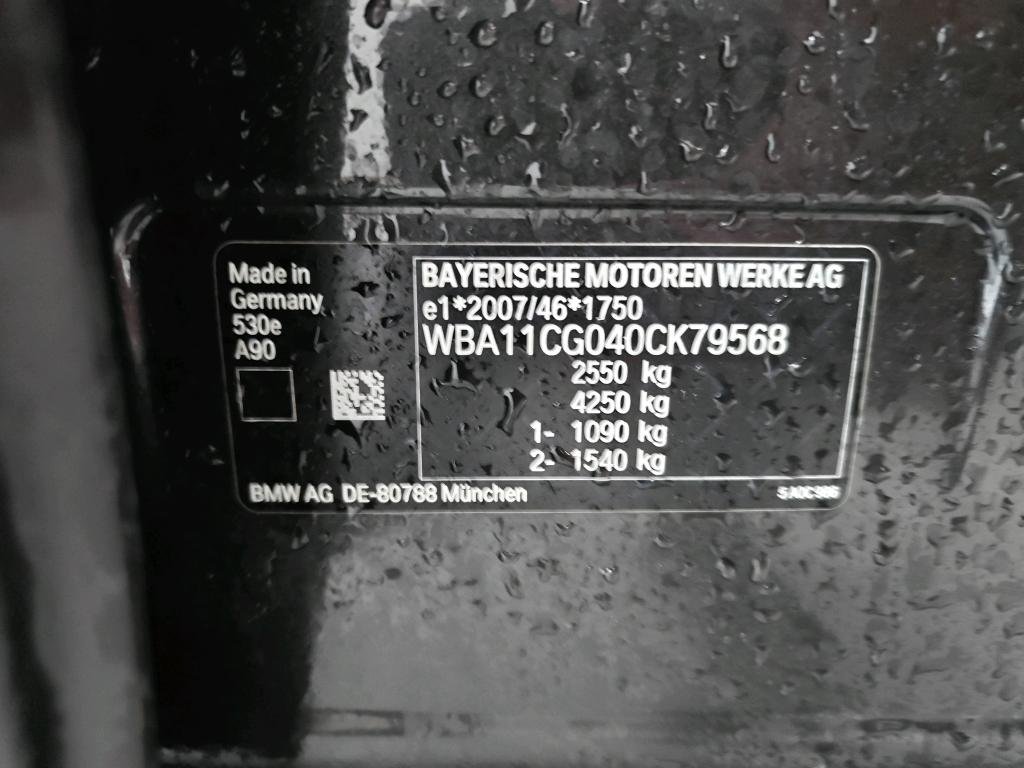 Made in
Germany
530e
A90
BAYERISCHE MOTOREN WERKE AG
e1*2007/46*1750
WBA11CG040CK79568
2550 kg
4250 kg
1- 1090 kg
2- 1540 kg
BMW AG DE-80788 München